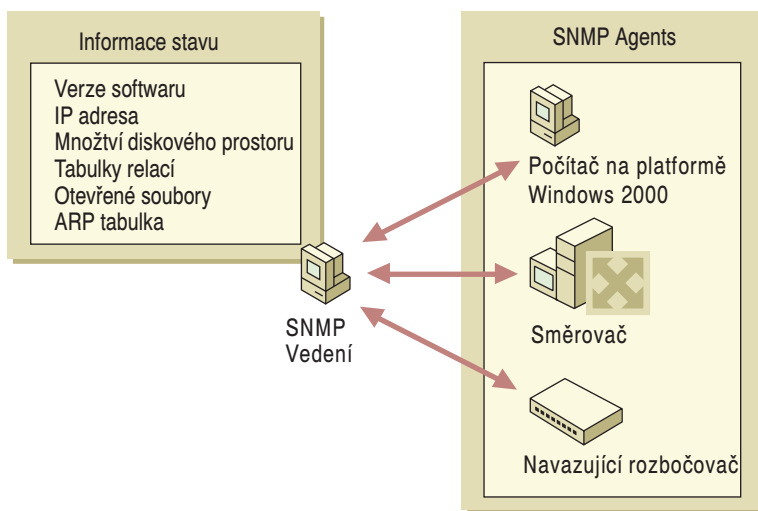 Informace stavu
Verze softwaru
IP adresa
Množtví diskového prostoru
Tabulky relací
Otevřené soubory
ARP tabulka
SNMP
Vedení
SNMP Agents
Počítač na platformě
Windows 2000
Směrovač
Navazující rozbočovač